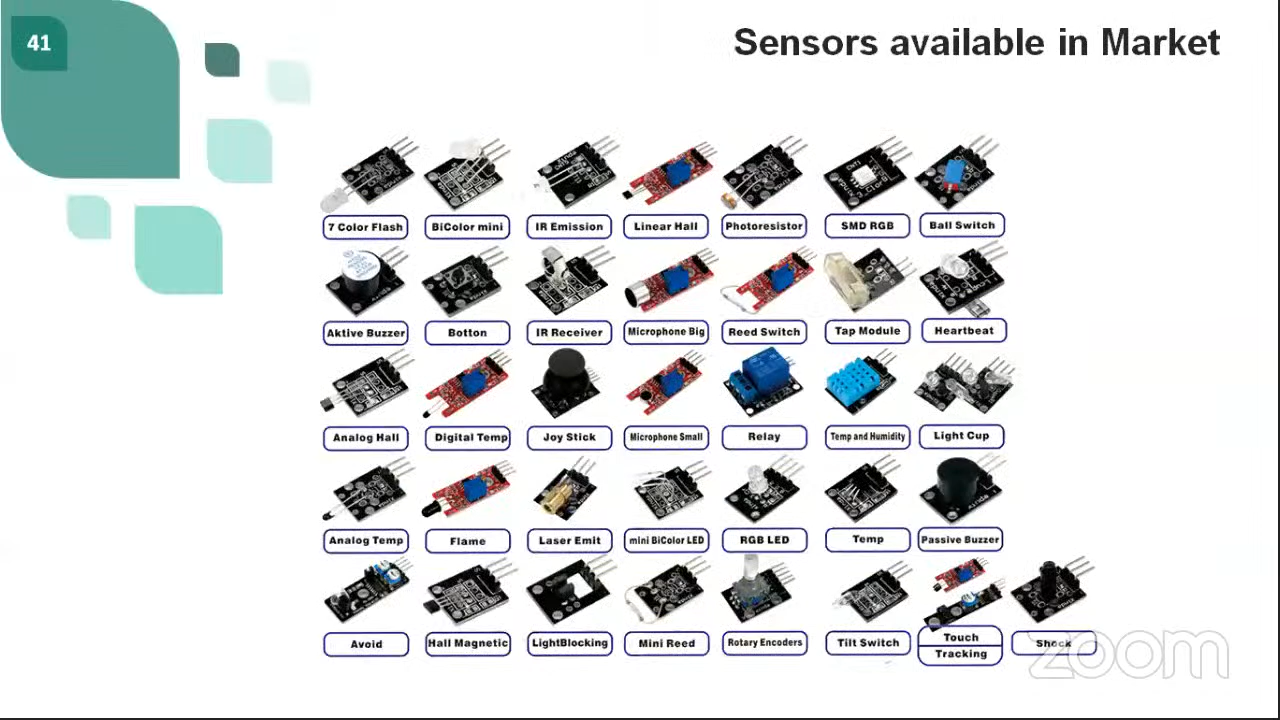 41
Sensors available in Market
7 Color Flash
BiColor mini
IR Emission
Linear Hall
Photoresistor
SMD RGB
Ball Switch
Aktive Buzzer
Botton
IR Receiver
Microphone Big
Reed Switch
Tap Module
Heartbeat
Analog Hall
Digital Temp
Joy Stick
Microphone Small
Relay
Temp and Humidity
Light Cup
Analog Temp
Flame
Laser Emit
mini BiColor LED
RGB LED
Temp
Passive Buzzer
Avoid
Hall Magnetic
LightBlocking
Mini Reed
Rotary Encoders
Tilt Switch
Touch
Tracking
Shock
zoom